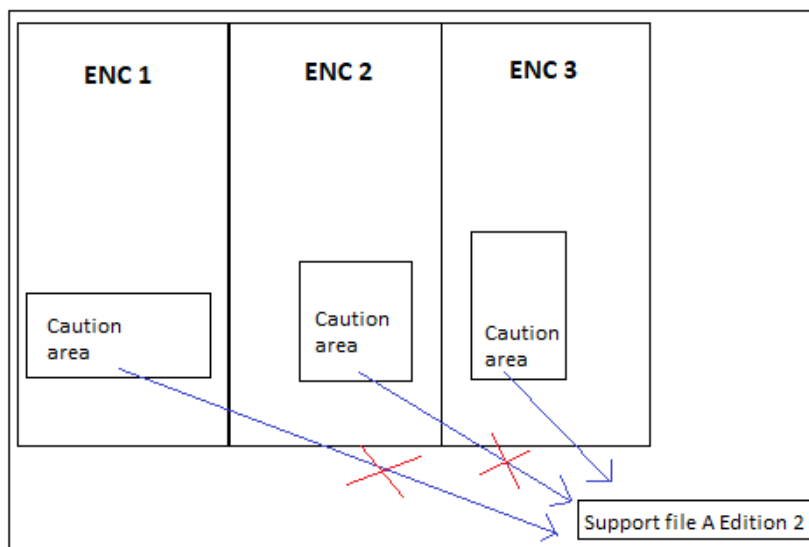 ENC 1
ENC 2
ENC 3
Caution
area
Caution
area
Caution
area
Support file A Edition 2